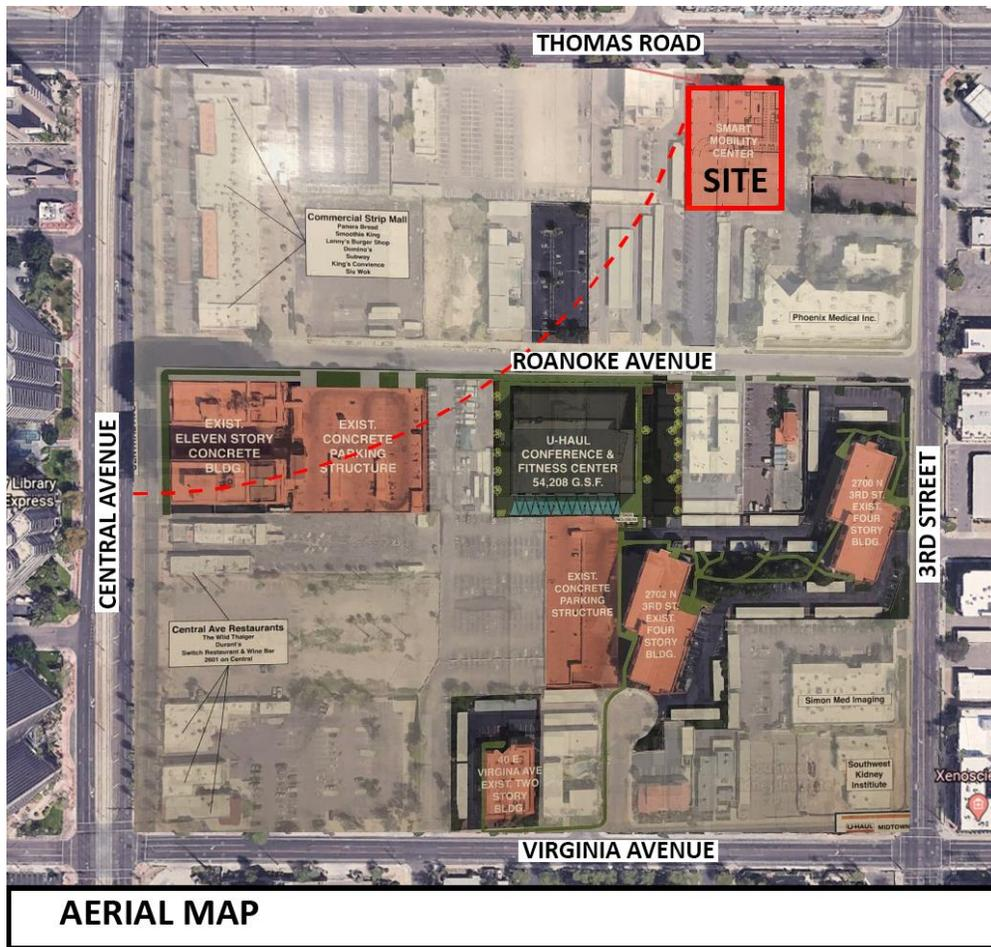 THOMAS ROAD
SMART
MOBILITY
CENTER
SITE
Commercial Strip Mall
Panera Bread
Smoothie King
Lenny's Burger Shop
Domino's
Subway
King's Convience
Siu Wok
Phoenix Medical Inc.
ROANOKE AVENUE
EXIST.
ELEVEN STORY
CONCRETE
BLDG.
EXIST.
CONCRETE
PARKING
STRUCTURE
U-HAUL
CONFERENCE &
FITNESS CENTER
54,208 G.S.F.
CENTRAL AVENUE
Library
Express
3RD STREET
2700 N
3RD ST.
EXIST.
FOUR
STORY
BLDG.
EXIST.
CONCRETE
PARKING
STRUCTURE
2702 N
3RD ST.
EXIST.
FOUR
STORY
BLDG.
Central Ave Restaurants
The Wild Thaiger
Durant's
Switch Restaurant & Wine Bar
2601 on Central
Simon Med Imaging
40 E.
VIRGINA AVE
EXIST. TWO
STORY
BLDG.
Southwest
Kidney
Institiute
Xenosci
U-HAUL MIDTOWN
VIRGINIA AVENUE
AERIAL MAP